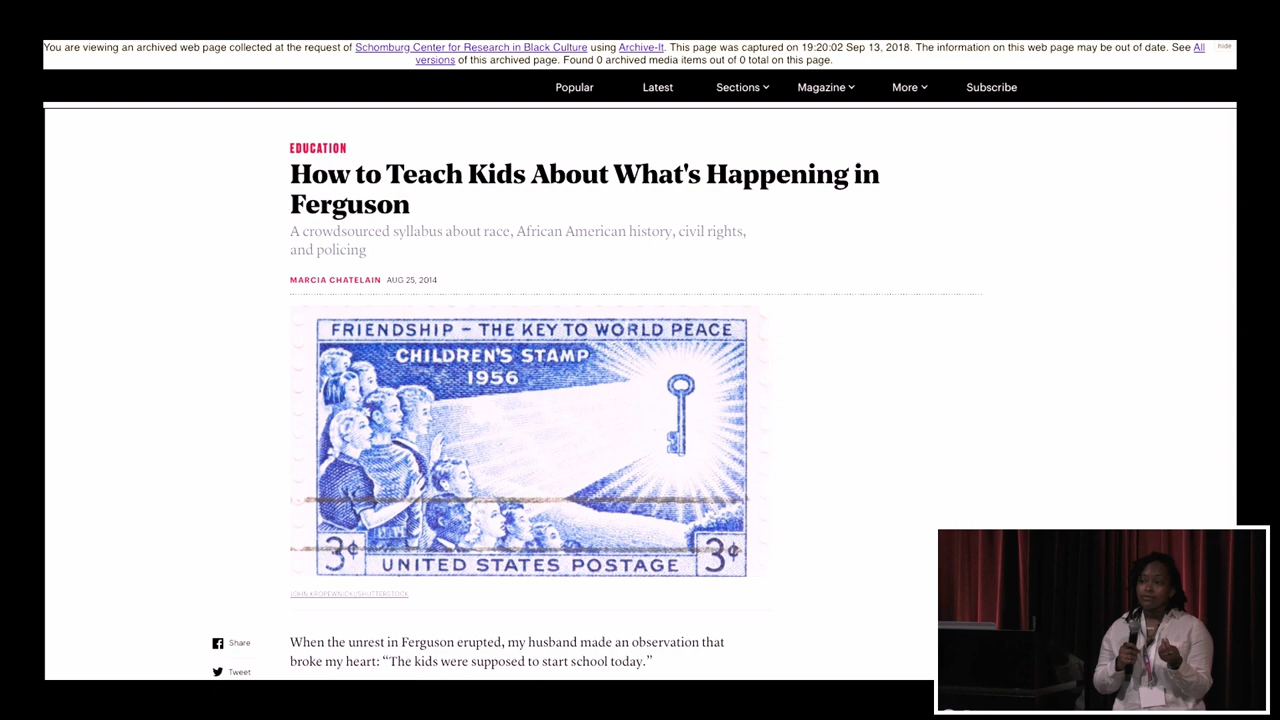 You are viewing an archived web page collected at the request of Schomburg Center for Research in Black Culture using Archive-It. This page was captured on 19:20:02 Sep 13, 2018. The information on this web page may be out of date. See All
versions of this archived page. Found 0 archived media items out of 0 total on this page.
hide
Popular Latest Sections Magazine More Subscribe
EDUCATION
How to Teach Kids About What's Happening in
Ferguson
A crowdsourced syllabus about race, African American history, civil rights,
and policing
MARCIA CHATELAIN AUG 25, 2014
FRIENDSHIP – THE KEY TO WORLD PEACE
CHILDREN'S STAMP
1956
3¢ UNITED STATES POSTAGE 3¢
JOHN KROPEWNICKI/SHUTTERSTOCK
Share
When the unrest in Ferguson erupted, my husband made an observation that
broke my heart: “The kids were supposed to start school today.”
Tweet